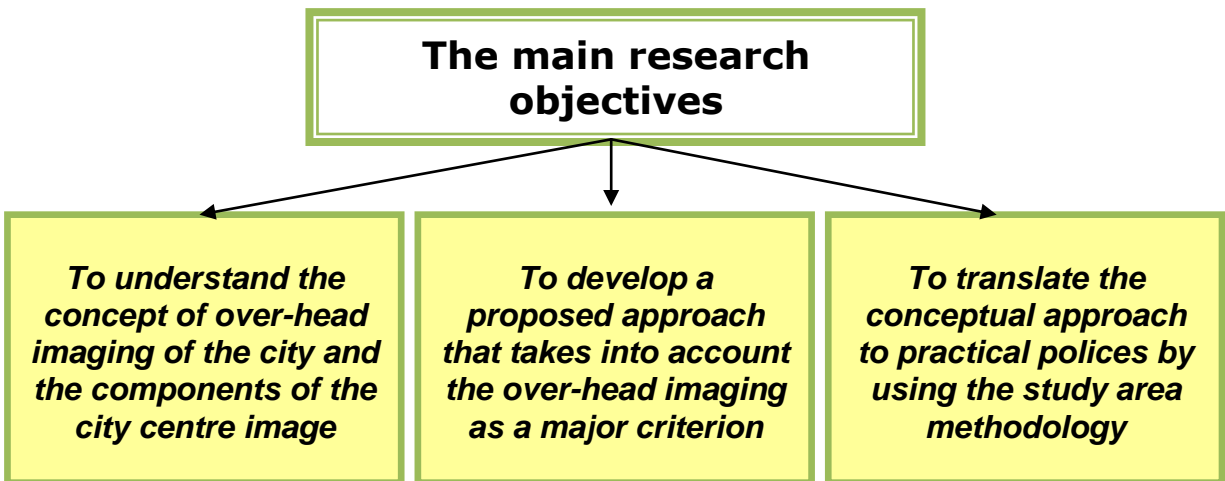 The main research
objectives
To understand the
concept of over-head
imaging of the city and
the components of the
city centre image
To develop a
proposed approach
that takes into account
the over-head imaging
as a major criterion
To translate the
conceptual approach
to practical polices by
using the study area
methodology